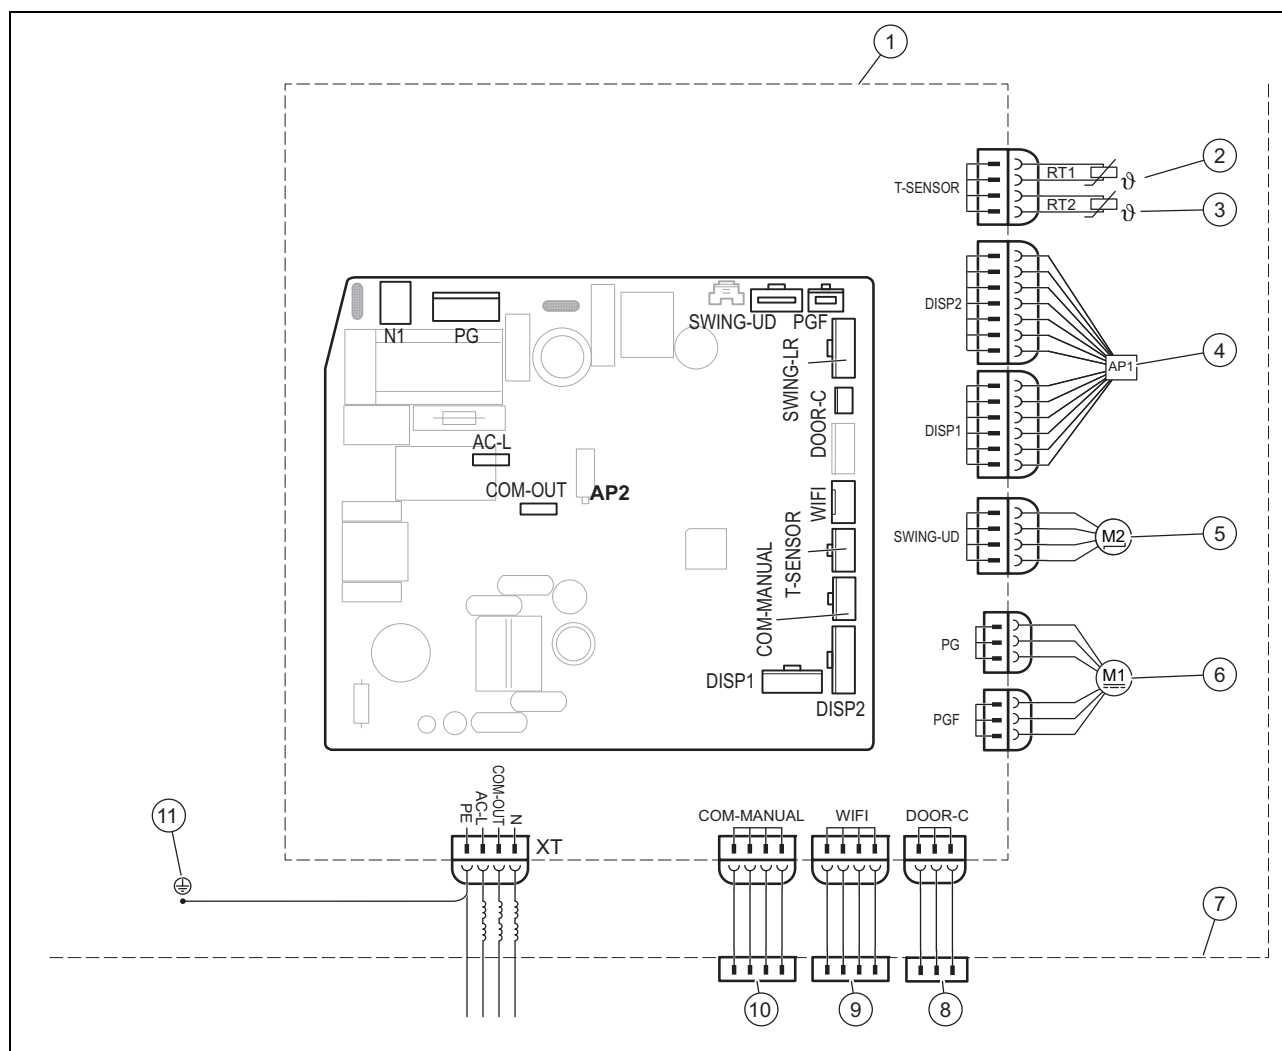 1
T-SENSOR
RT1
ϑ
2
RT2
ϑ
3
DISP2
AP1
4
DISP1
N1
PG
SWING-UD
PGF
SWING-LR
DOOR-C
AC-L
COM-OUT
AP2
WIFI
T-SENSOR
COM-MANUAL
DISP1
DISP2
SWING-UD
M2
5
PG
M1
6
PGF
PE
AC-L
COM-OUT
N
XT
COM-MANUAL
WIFI
DOOR-C
11
7
10
9
8